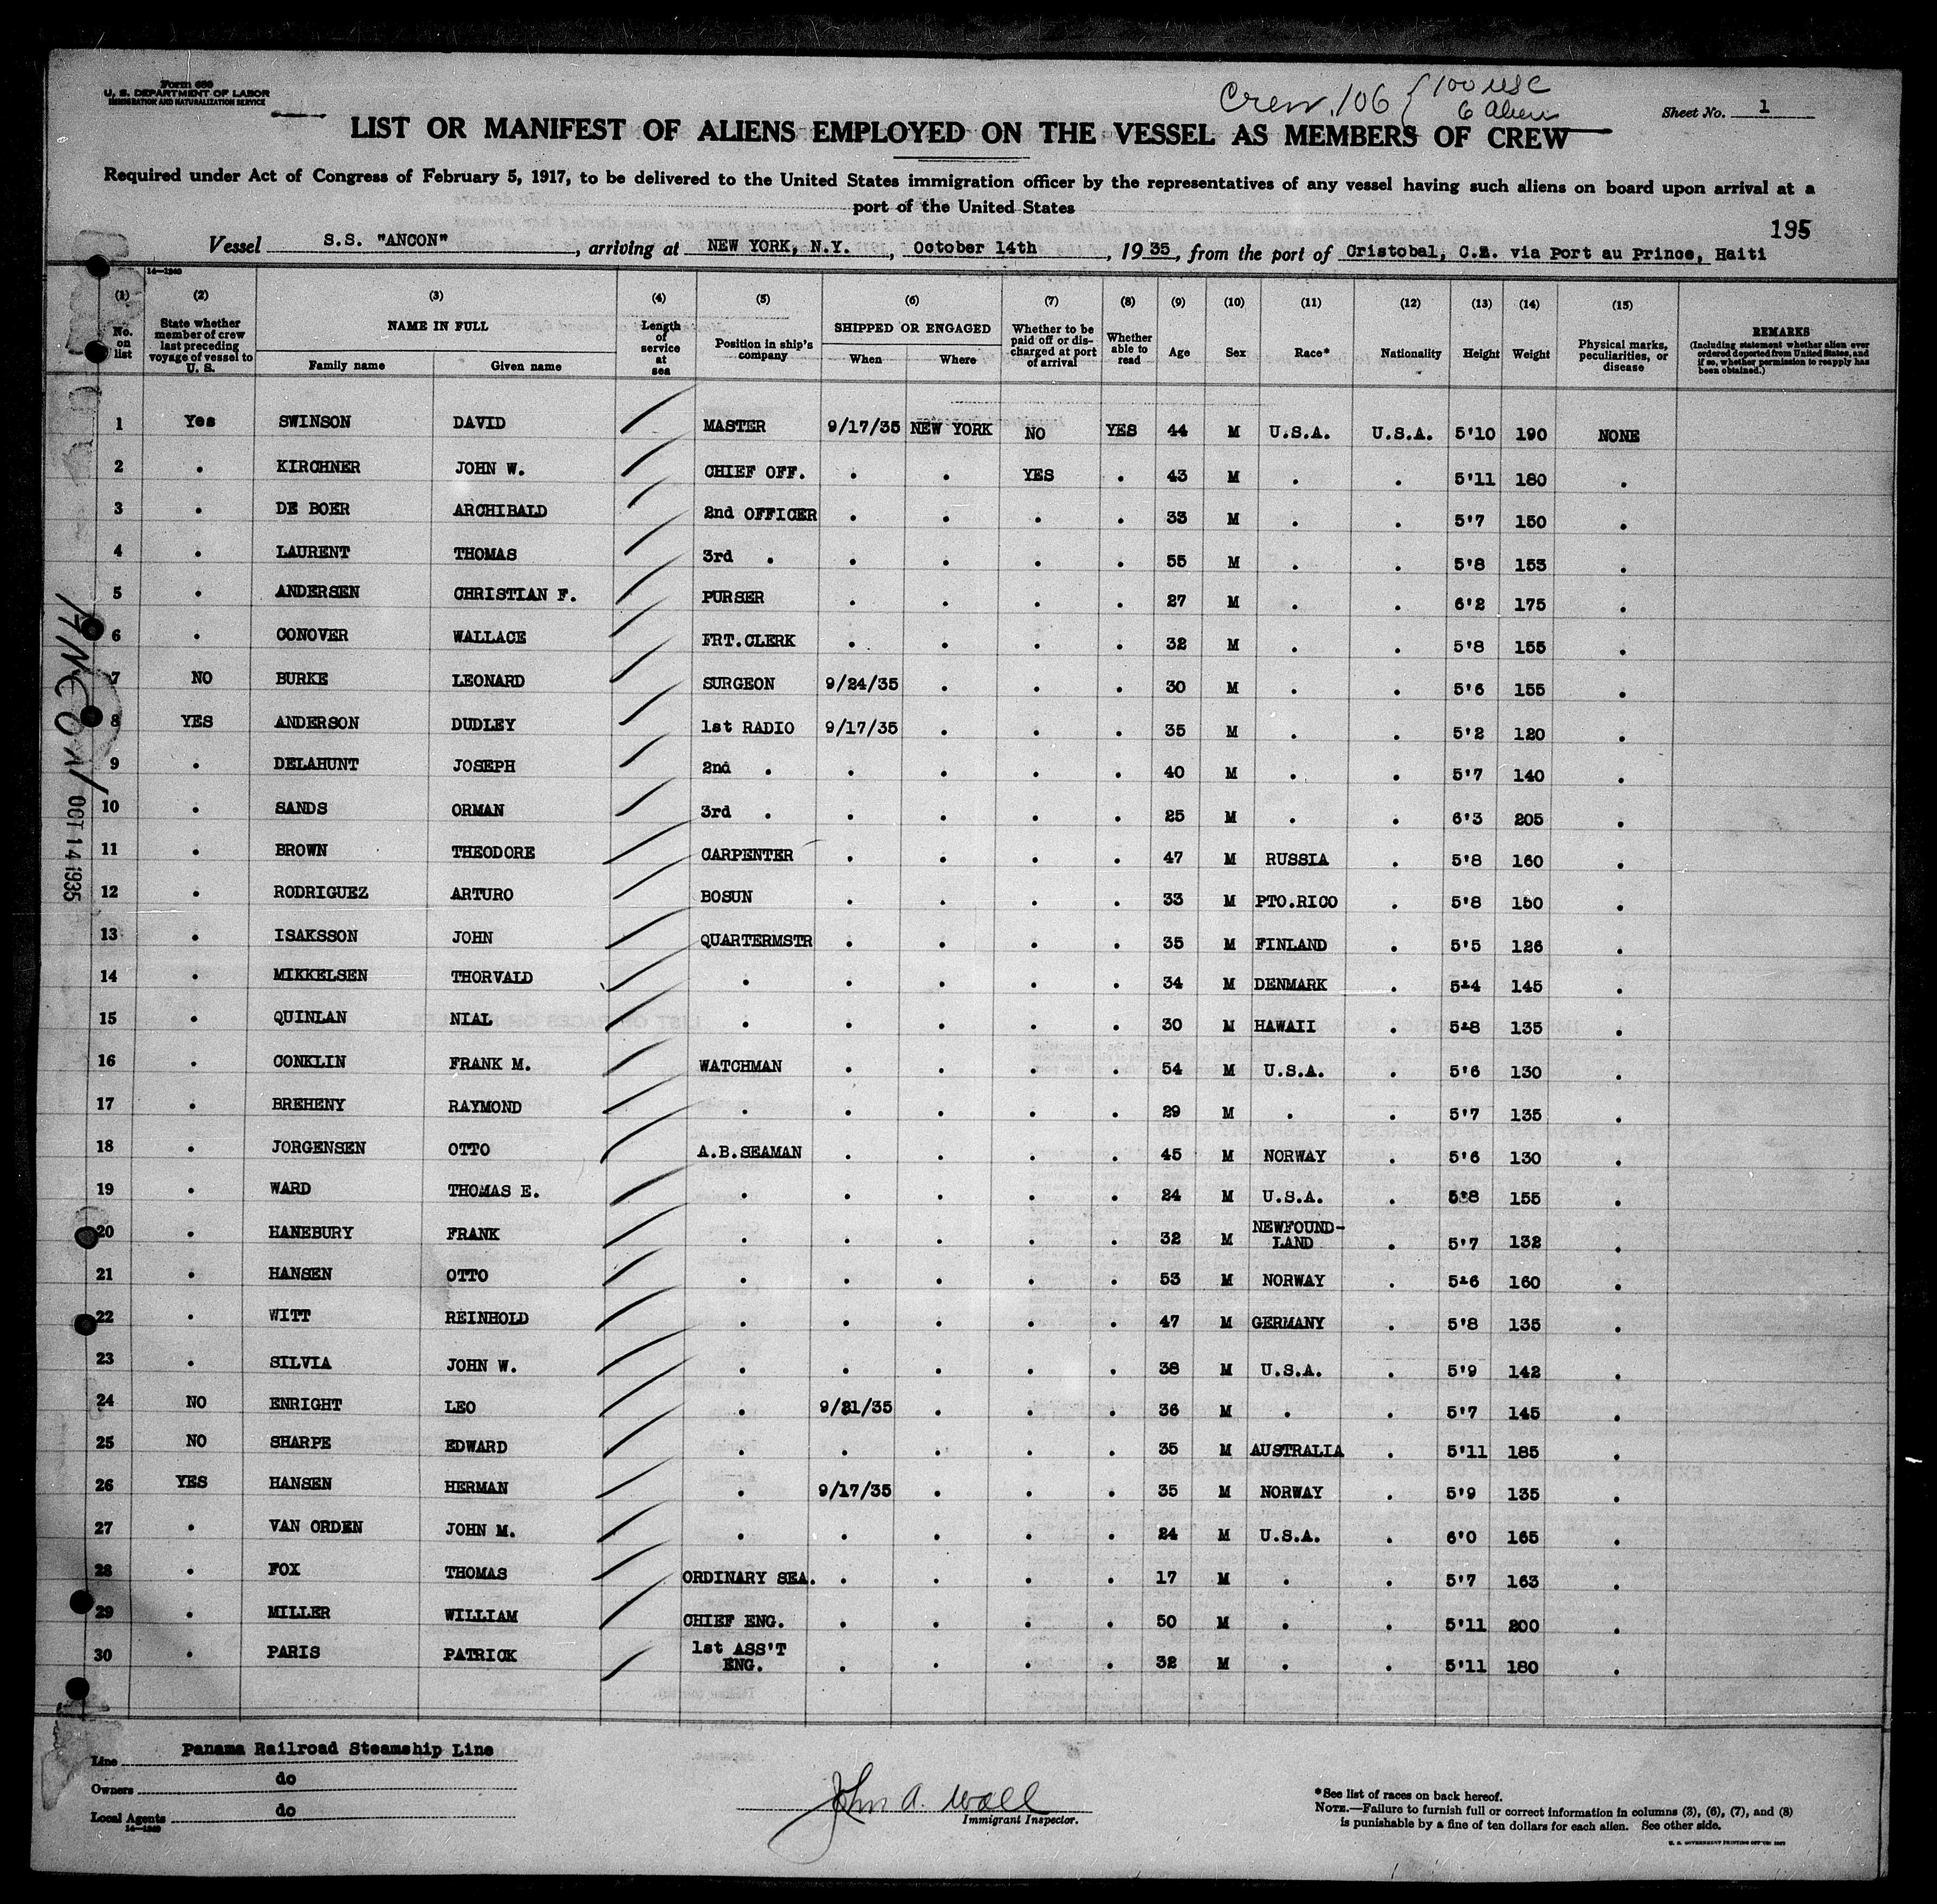 Form 680
U. S. DEPARTMENT OF LABOR
IMMIGRATION AND NATURALIZATION SERVICE
Crew. 106 { 100 USC
6 Alien
Sheet No. 1
LIST OR MANIFEST OF ALIENS EMPLOYED ON THE VESSEL AS MEMBERS OF CREW
Required under Act of Congress of February 5, 1917, to be delivered to the United States immigration officer by the representatives of any vessel having such aliens on board upon arrival at a
port of the United States
195
Vessel S.S. "ANCON", arriving at NEW YORK, N.Y., October 14th, 1935, from the port of Cristobal, C.Z. via Port au Prince, Haiti
14—1240
(1) (2) (3) (4) (5) (6) (7) (8) (9) (10) (11) (12) (13) (14) (15)
No. on list State whether member of crew last preceding voyage of vessel to U. S. NAME IN FULL Family name Given name Length of service at sea Position in ship's company SHIPPED OR ENGAGED When Where Whether to be paid off or discharged at port of arrival Whether able to read Age Sex Race* Nationality Height Weight Physical marks, peculiarities, or disease REMARKS (Including statement whether alien ever ordered deported from United States, and if so, whether permission to reapply has been obtained.)
1 Yes SWINSON DAVID MASTER 9/17/35 NEW YORK NO YES 44 M U.S.A. U.S.A. 5'10 190 NONE
2 . KIRCHNER JOHN W. CHIEF OFF. . . YES . 43 M . . 5'11 180 .
3 . DE BOER ARCHIBALD 2nd OFFICER . . . . 33 M . . 5'7 150 .
4 . LAURENT THOMAS 3rd . . . . . 55 M . . 5'8 153 .
5 . ANDERSEN CHRISTIAN F. PURSER . . . . 27 M . . 6'2 175 .
6 . CONOVER WALLACE FRT.CLERK . . . . 32 M . . 5'8 155 .
7 NO BURKE LEONARD SURGEON 9/24/35 . . . 30 M . . 5'6 155 .
8 YES ANDERSON DUDLEY 1st RADIO 9/17/35 . . . 35 M . . 5'2 120 .
9 . DELAHUNT JOSEPH 2nd . . . . . 40 M . . 5'7 140 .
10 . SANDS ORMAN 3rd . . . . . 25 M . . 6'3 205 .
11 . BROWN THEODORE CARPENTER . . . . 47 M RUSSIA . 5'8 160 .
12 . RODRIGUEZ ARTURO BOSUN . . . . 33 M PTO.RICO . 5'8 150 .
13 . ISAKSSON JOHN QUARTERMSTR . . . . 35 M FINLAND . 5'5 126 .
14 . MIKKELSEN THORVALD . . . . . 34 M DENMARK . 5-4 145 .
15 . QUINLAN NIAL . . . . . 30 M HAWAII . 5-8 135 .
16 . CONKLIN FRANK M. WATCHMAN . . . . 54 M U.S.A. . 5'6 130 .
17 . BREHENY RAYMOND . . . . . 29 M . . 5'7 135 .
18 . JORGENSEN OTTO A.B.SEAMAN . . . . 45 M NORWAY . 5'6 130 .
19 . WARD THOMAS E. . . . . . 24 M U.S.A. . 5'8 155 .
20 . HANEBURY FRANK . . . . . 32 M NEWFOUND-LAND . 5'7 132 .
21 . HANSEN OTTO . . . . . 53 M NORWAY . 5-6 160 .
22 . WITT REINHOLD . . . . . 47 M GERMANY . 5'8 135 .
23 . SILVIA JOHN W. . . . . . 38 M U.S.A. . 5'9 142 .
24 NO ENRIGHT LEO . 9/21/35 . . . 36 M . . 5'7 145 .
25 NO SHARPE EDWARD . . . . . 35 M AUSTRALIA . 5'11 185 .
26 YES HANSEN HERMAN . 9/17/35 . . . 35 M NORWAY . 5'9 135 .
27 . VAN ORDEN JOHN M. . . . . . 24 M U.S.A. . 6'0 165 .
28 . FOX THOMAS ORDINARY SEA. . . . . 17 M . . 5'7 163 .
29 . MILLER WILLIAM CHIEF ENG. . . . . 50 M . . 5'11 200 .
30 . PARIS PATRICK 1st ASS'T ENG. . . . . 32 M . . 5'11 180 .
ANCON
OCT 14 1935
Line Panama Railroad Steamship Line
Owners do
Local Agents do
14—1240
John A. Wall
Immigrant Inspector.
*See list of races on back hereof.
NOTE.—Failure to furnish full or correct information in columns (3), (6), (7), and (8)
is punishable by a fine of ten dollars for each alien. See other side.